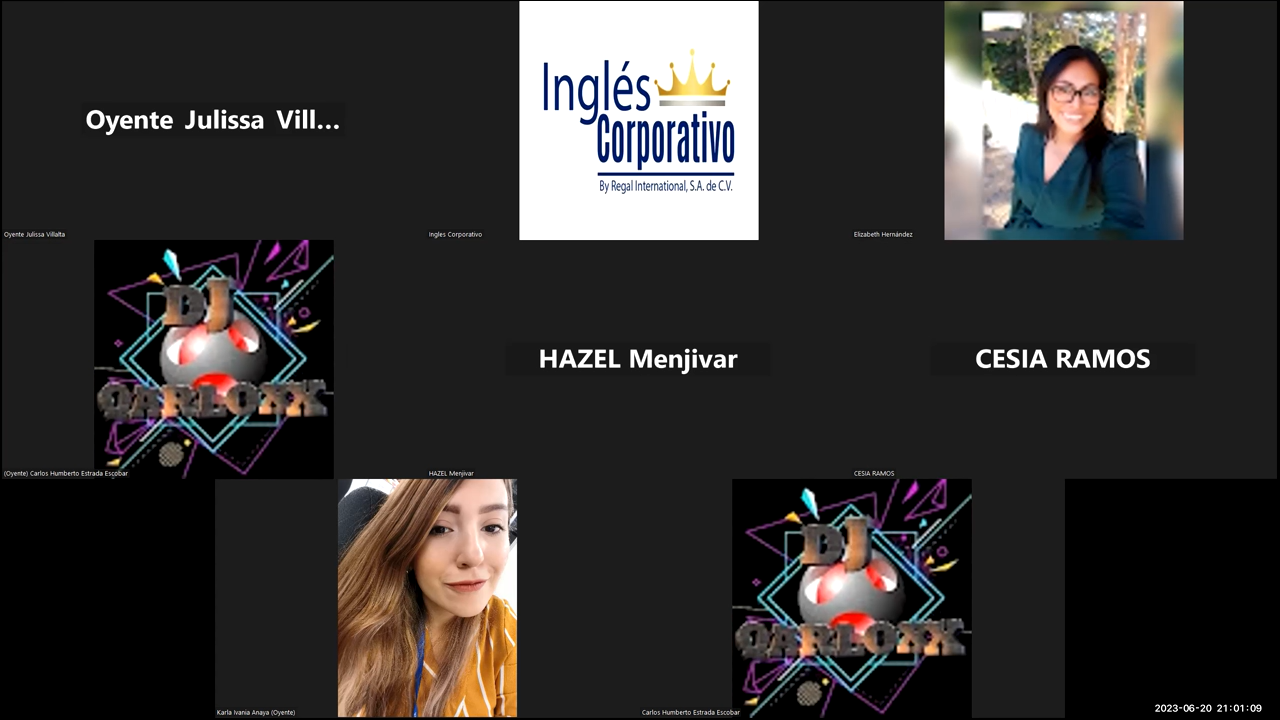 Oyente Julissa Vill...
Oyente Julissa Villalta
Inglés
Corporativo
By Regal International, S.A. de C.V.
Ingles Corporativo
Elizabeth Hernández
DJ
QARLOXX
(Oyente) Carlos Humberto Estrada Escobar
HAZEL Menjivar
HAZEL Menjivar
CESIA RAMOS
CESIA RAMOS
Karla Ivania Anaya (Oyente)
DJ
QARLOXX
Carlos Humberto Estrada Escobar
2023-06-20 21:01:09